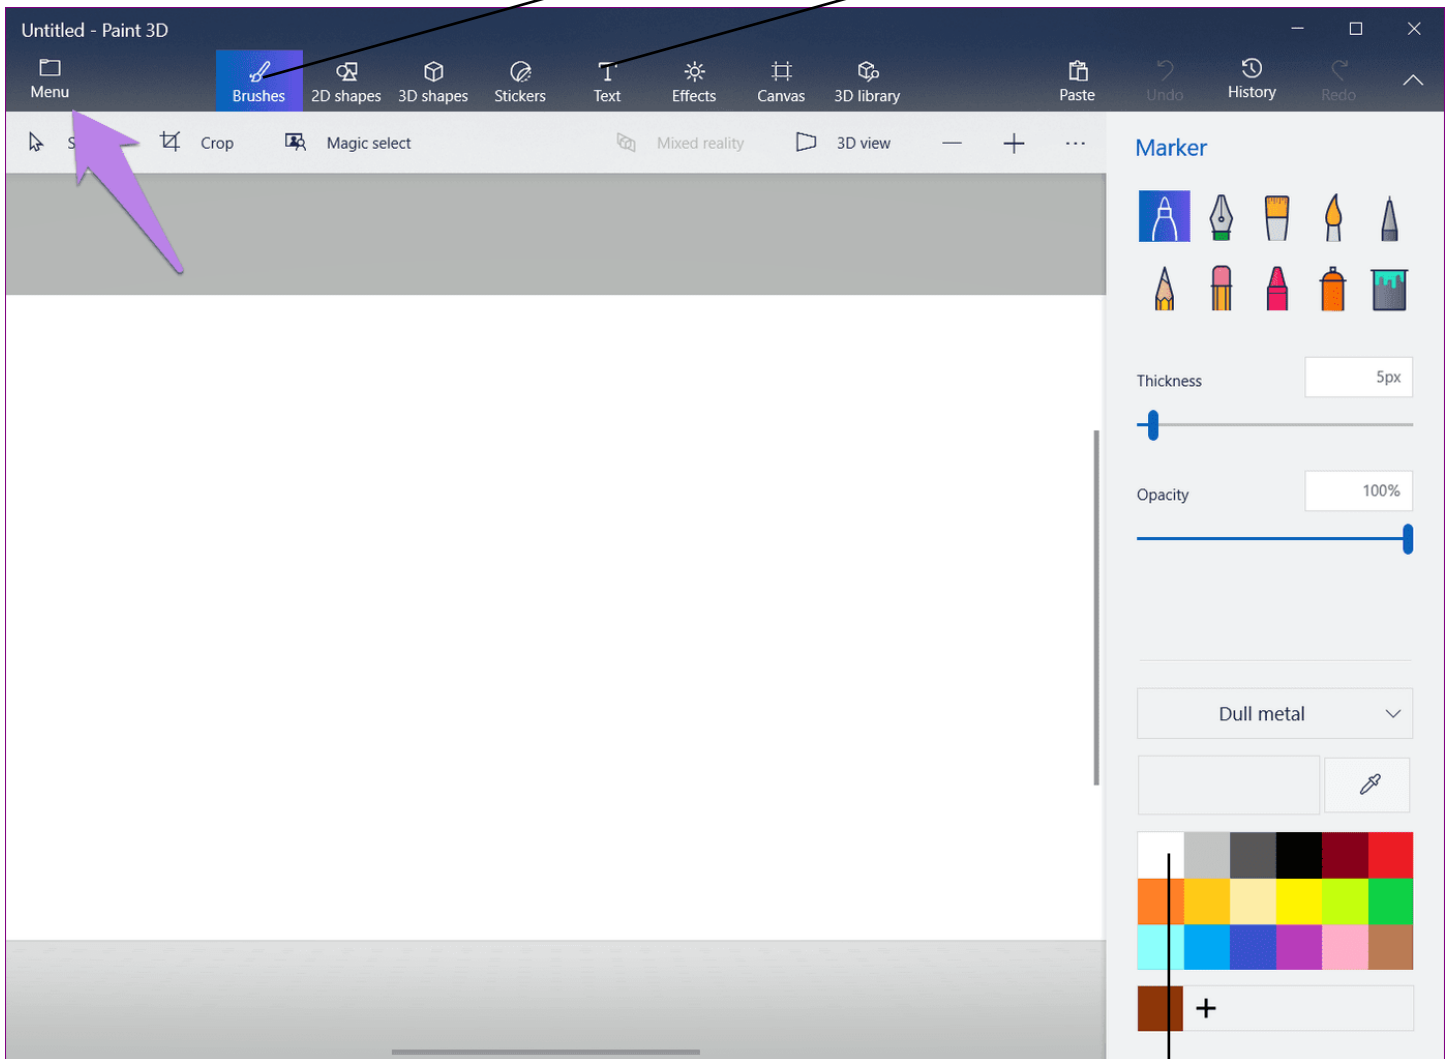 Untitled - Paint 3D
Menu
Brushes
2D shapes
3D shapes
Stickers
Text
Effects
Canvas
3D library
Paste
Undo
History
Redo
Crop
Magic select
Mixed reality
3D view
Marker
Thickness
5px
Opacity
100%
Dull metal